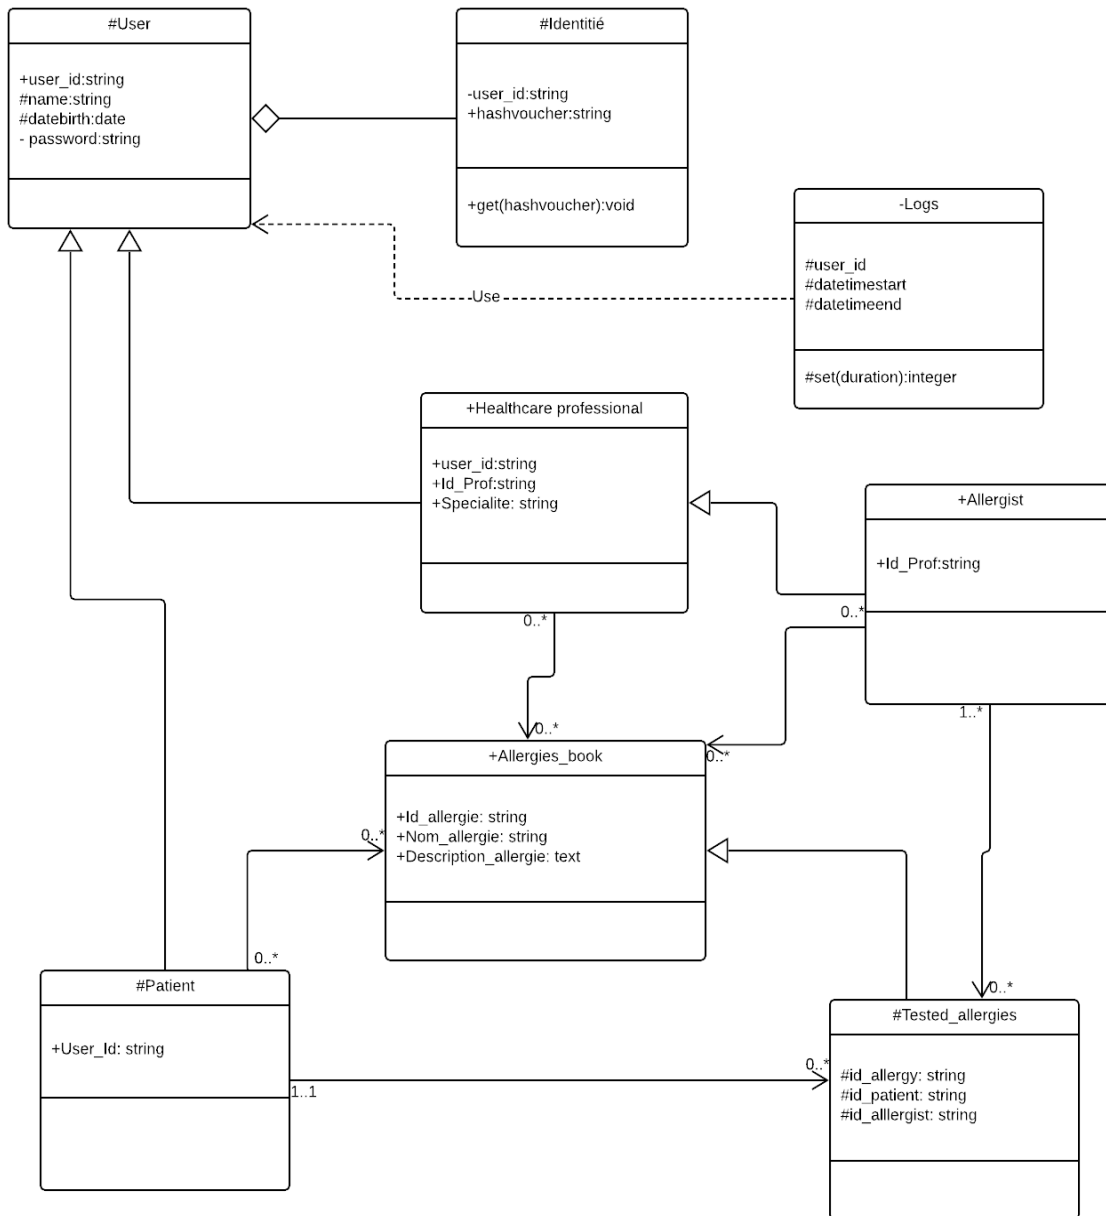 #User
+user_id:string
#name:string
#datebirth:date
- password:string
#Identitié
-user_id:string
+hashvoucher:string
+get(hashvoucher):void
-Logs
#user_id
#datetimestart
#datetimeend
#set(duration):integer
Use
+Healthcare professional
+user_id:string
+Id_Prof:string
+Specialite: string
+Allergist
+Id_Prof:string
0..*
0..*
1..*
0..*
0..*
+Allergies_book
+Id_allergie: string
+Nom_allergie: string
+Description_allergie: text
0..*
0..*
#Patient
+User_Id: string
1..1
0..*
0..*
#Tested_allergies
#id_allergy: string
#id_patient: string
#id_alllergist: string